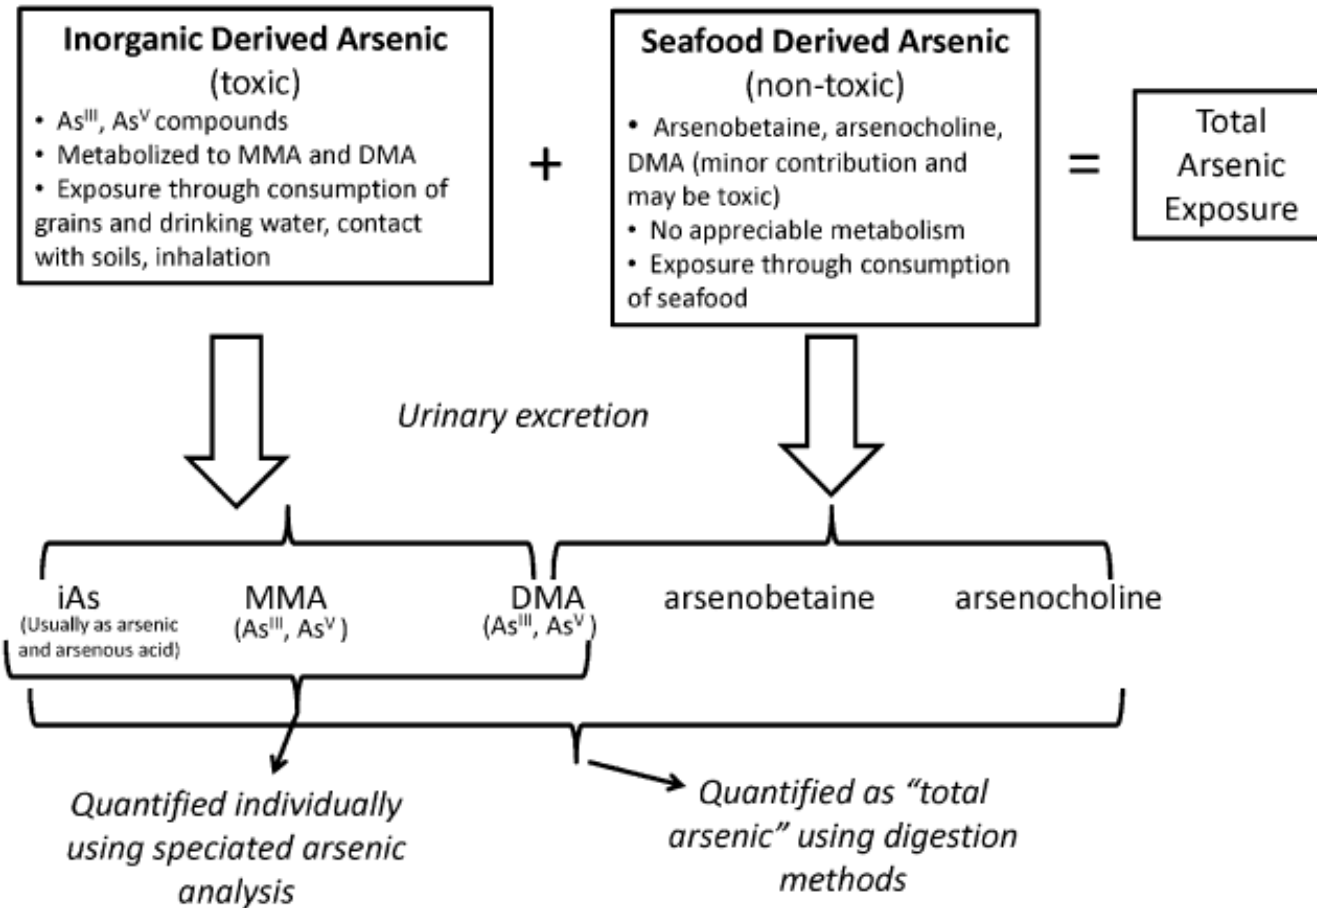 Inorganic Derived Arsenic
(toxic)
• Asᴵᴵᴵ, Asⱽ compounds
• Metabolized to MMA and DMA
• Exposure through consumption of
grains and drinking water, contact
with soils, inhalation
+
Seafood Derived Arsenic
(non-toxic)
• Arsenobetaine, arsenocholine,
DMA (minor contribution and
may be toxic)
• No appreciable metabolism
• Exposure through consumption
of seafood
=
Total
Arsenic
Exposure
Urinary excretion
iAs
(Usually as arsenic
and arsenous acid)
MMA
(Asᴵᴵᴵ, Asⱽ )
DMA
(Asᴵᴵᴵ, Asⱽ )
arsenobetaine
arsenocholine
Quantified individually
using speciated arsenic
analysis
Quantified as “total
arsenic” using digestion
methods